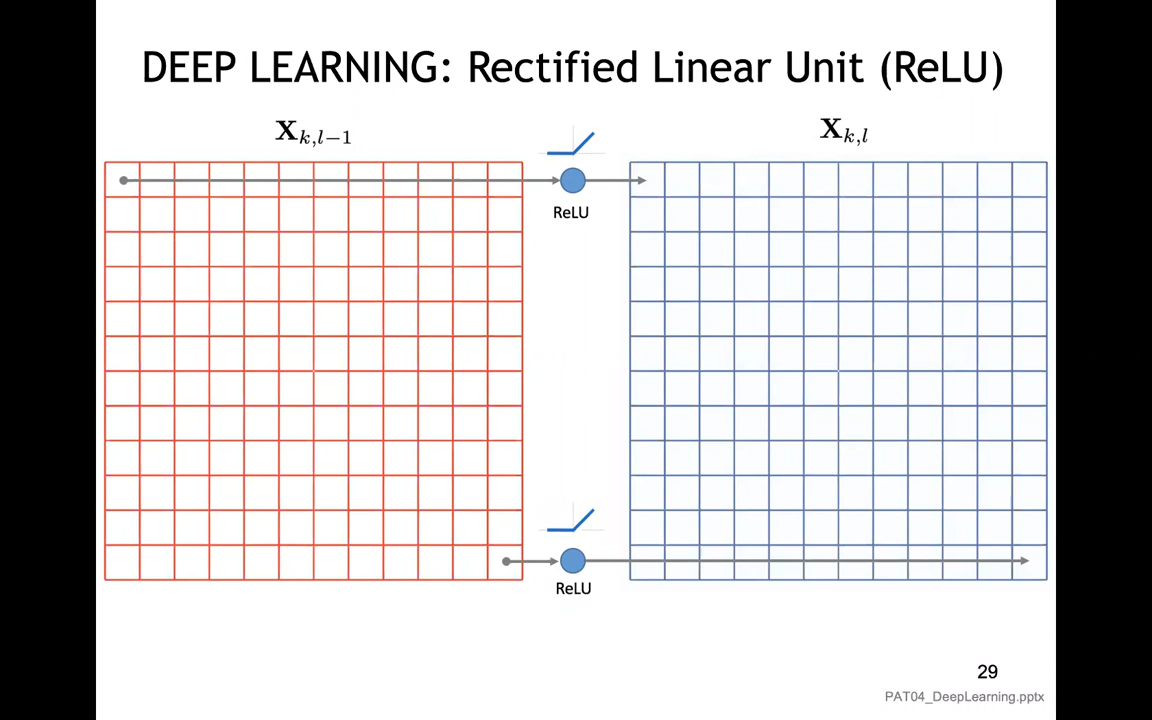 DEEP LEARNING: Rectified Linear Unit (ReLU)
X_{k,l−1}
X_{k,l}
ReLU
ReLU
29
PAT04_DeepLearning.pptx